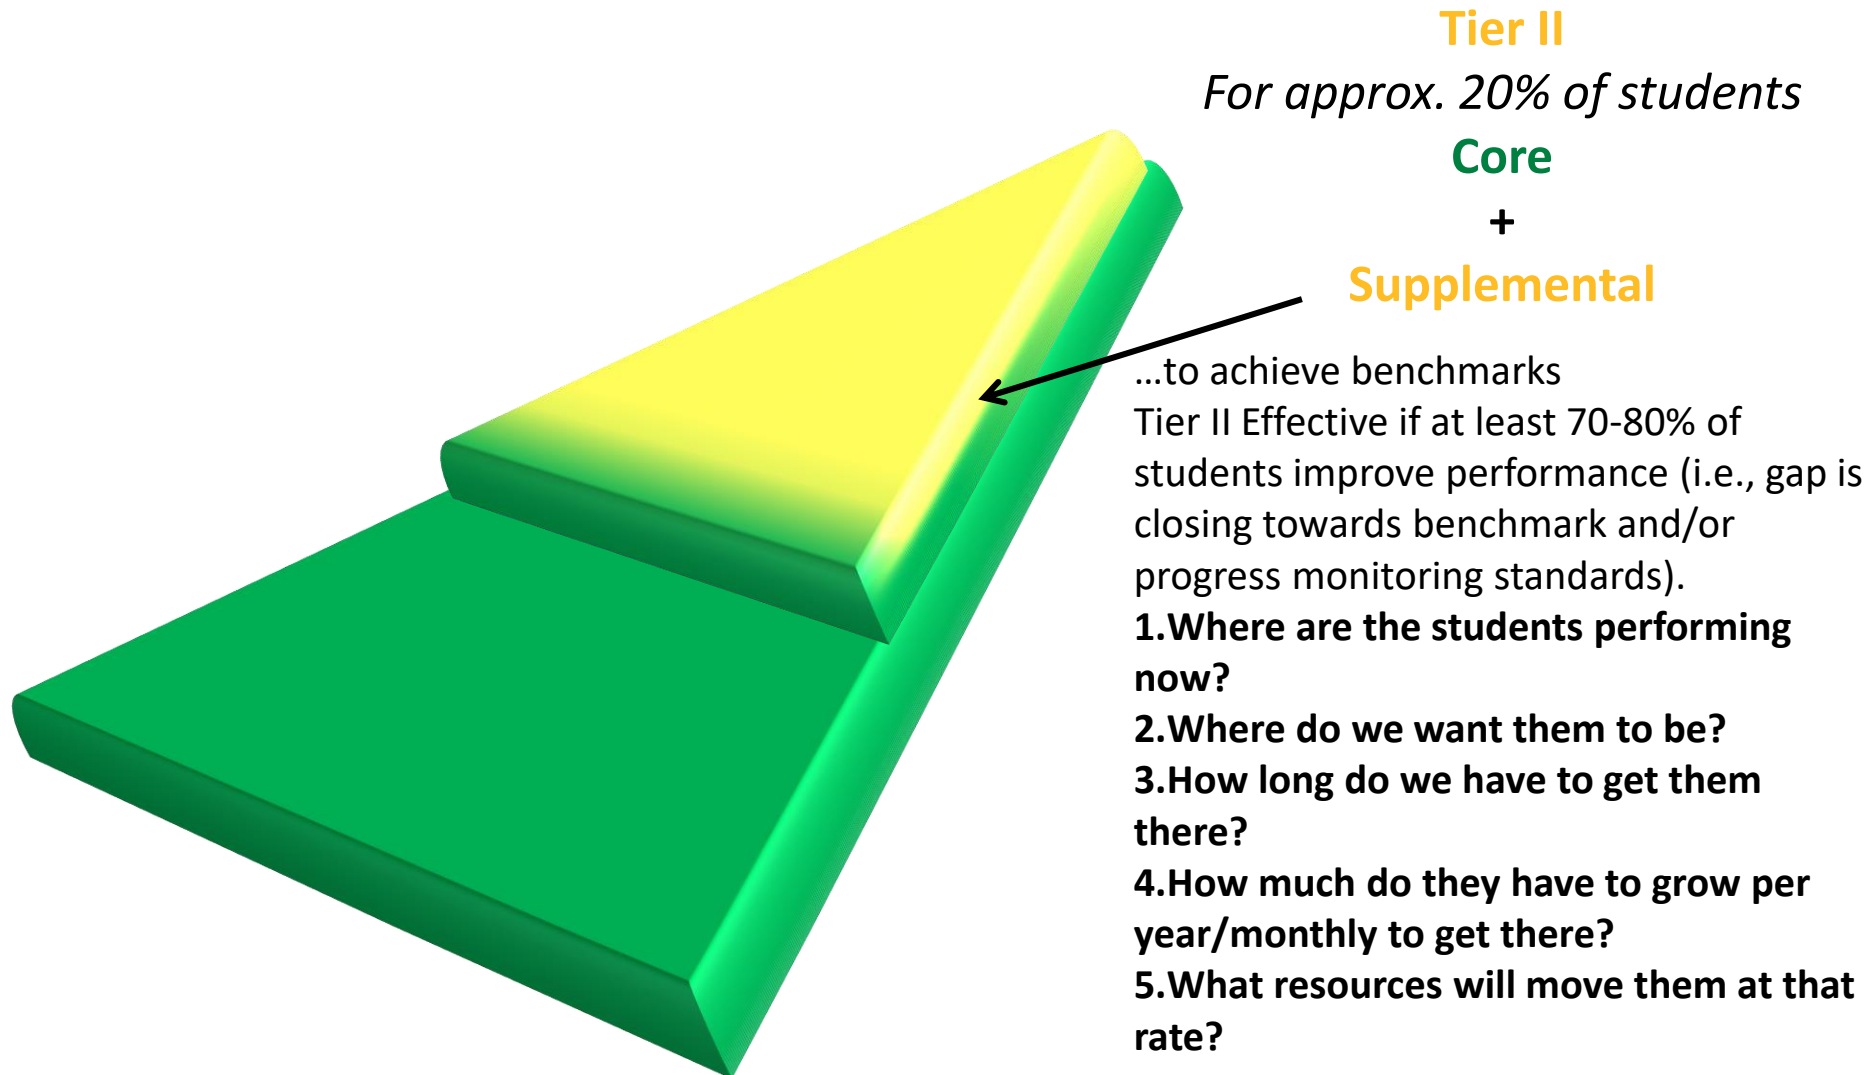 Tier II
For approx. 20% of students
Core
+
Supplemental
…to achieve benchmarks
Tier II Effective if at least 70-80% of
students improve performance (i.e., gap is
closing towards benchmark and/or
progress monitoring standards).
1.Where are the students performing
now?
2.Where do we want them to be?
3.How long do we have to get them
there?
4.How much do they have to grow per
year/monthly to get there?
5.What resources will move them at that
rate?